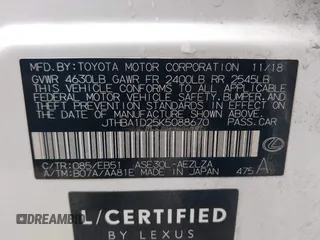 MFD. BY: TOYOTA MOTOR CORPORATION 11/18
GVWR 4630LB GAWR FR 2400LB RR 2545LB
THIS VEHICLE CONFORMS TO ALL APPLICABLE
FEDERAL MOTOR VEHICLE SAFETY, BUMPER,
AND THEFT PREVENTION STANDARDS IN EFFECT
ON THE DATE OF MANUFACTURE SHOWN ABOVE.
JTHBA1D25K5088670 PASS. CAR
C/TR:085/EB51 ASE30L-AEZLZA
A/TM:B07A/AA81E MADE IN JAPAN 475 A
L/CERTIFIED
BY LEXUS
DREAMBID